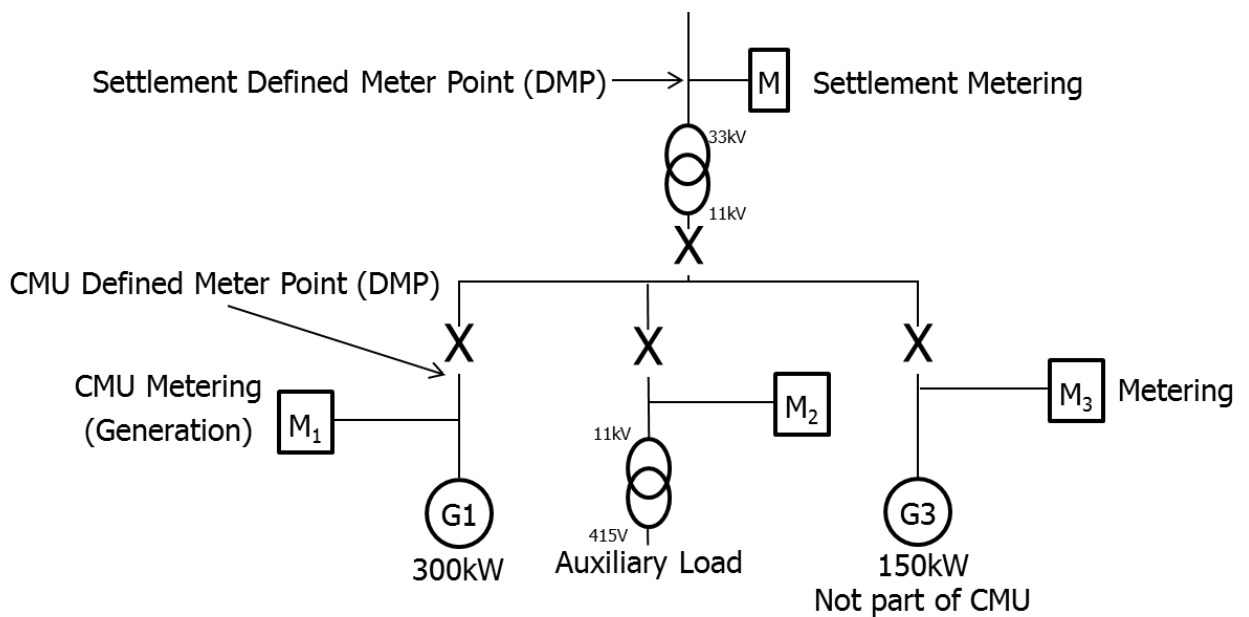 Settlement Defined Meter Point (DMP)
M
Settlement Metering
33kV
11kV
X
CMU Defined Meter Point (DMP)
X
X
X
CMU Metering
(Generation)
M₁
M₂
M₃
Metering
11kV
G1
G3
415V
300kW
Auxiliary Load
150kW
Not part of CMU